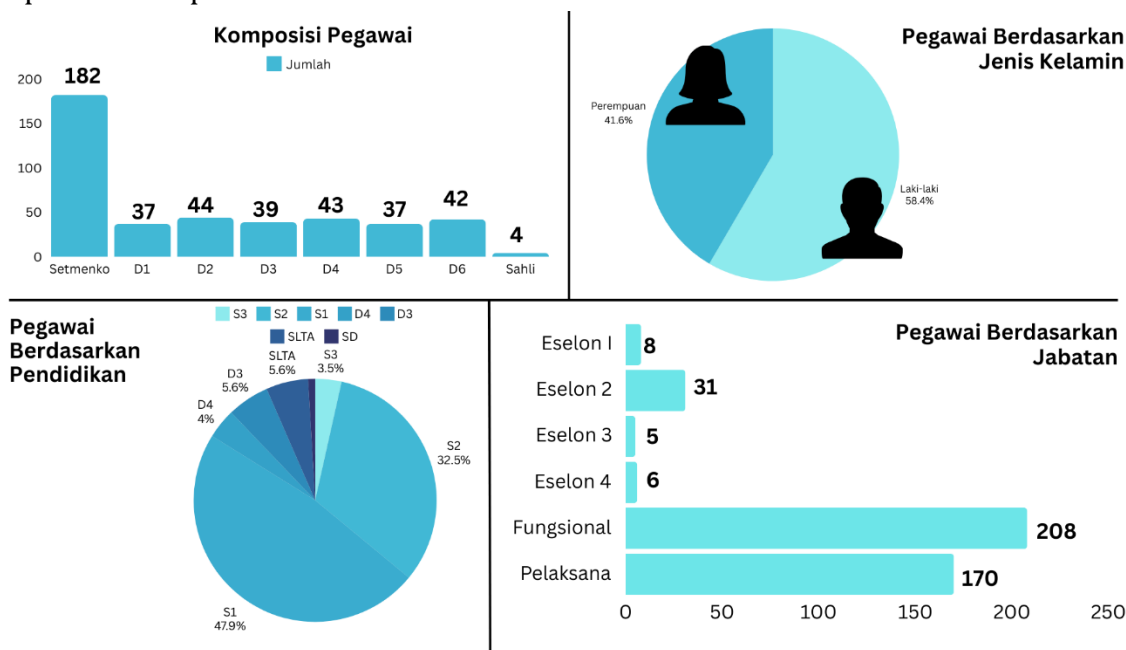 Komposisi Pegawai
Jumlah
200
150
100
50
0
182
37
44
39
43
37
42
4
Setmenko
D1
D2
D3
D4
D5
D6
Sahli
Pegawai Berdasarkan
Jenis Kelamin
Perempuan
41.6%
Laki-laki
58.4%
Pegawai
Berdasarkan
Pendidikan
S3 S2 S1 D4 D3
SLTA SD
S3
3.5%
S2
32.5%
S1
47.9%
D4
4%
D3
5.6%
SLTA
5.6%
Pegawai Berdasarkan
Jabatan
Eselon I 8
Eselon 2 31
Eselon 3 5
Eselon 4 6
Fungsional 208
Pelaksana 170
0 50 100 150 200 250